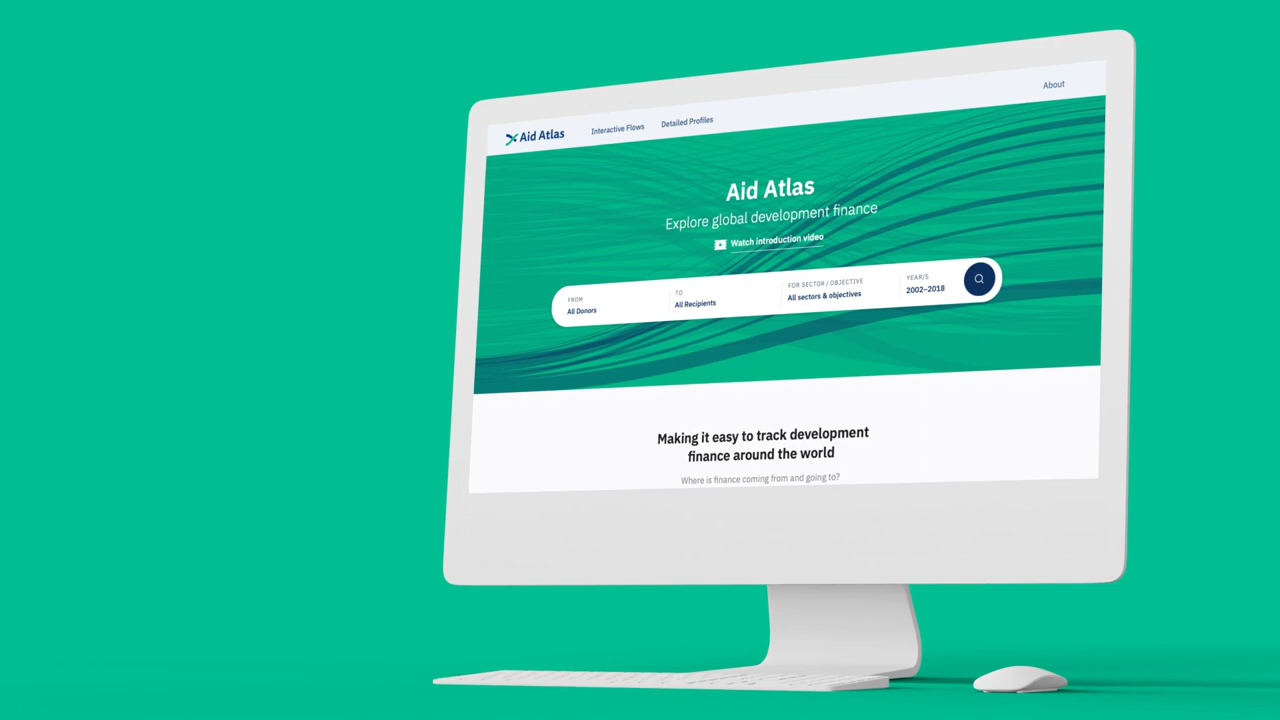 Aid Atlas
Interactive Flows
Detailed Profiles
About
Aid Atlas
Explore global development finance
Watch introduction video
FROM
All Donors
TO
All Recipients
FOR SECTOR / OBJECTIVE
All sectors & objectives
YEAR/S
2002–2018
Making it easy to track development
finance around the world
Where is finance coming from and going to?